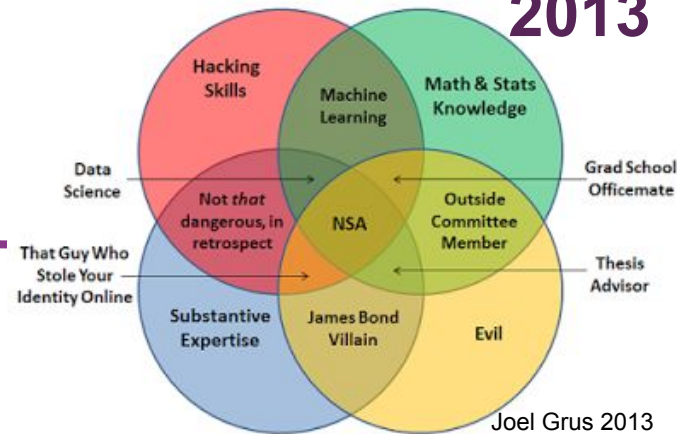 2013
Hacking
Skills
Machine
Learning
Math & Stats
Knowledge
Data
Science
Grad School
Officemate
Not that
dangerous, in
retrospect
NSA
Outside
Committee
Member
That Guy Who
Stole Your
Identity Online
Thesis
Advisor
Substantive
Expertise
James Bond
Villain
Evil
Joel Grus 2013